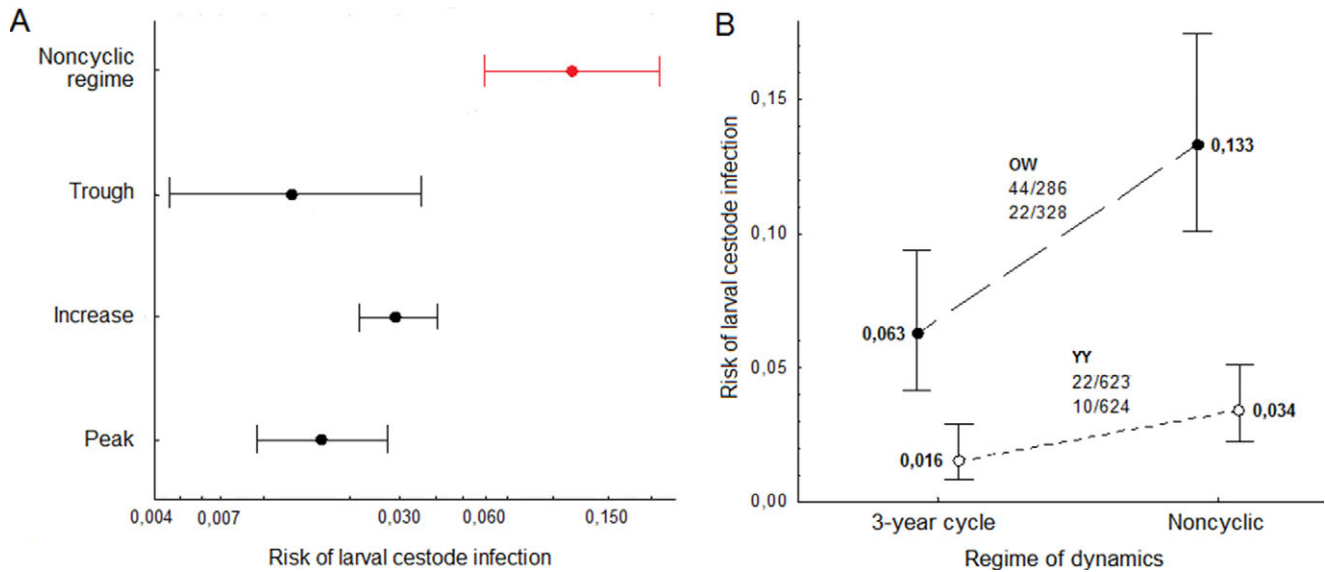 A
Noncyclic
regime
Trough
Increase
Peak
0,004
0,007
0,030
0,060
0,150
Risk of larval cestode infection
B
Risk of larval cestode infection
0,15
0,10
0,05
0,00
OW
44/286
22/328
0,133
0,063
YY
22/623
10/624
0,034
0,016
3-year cycle
Noncyclic
Regime of dynamics